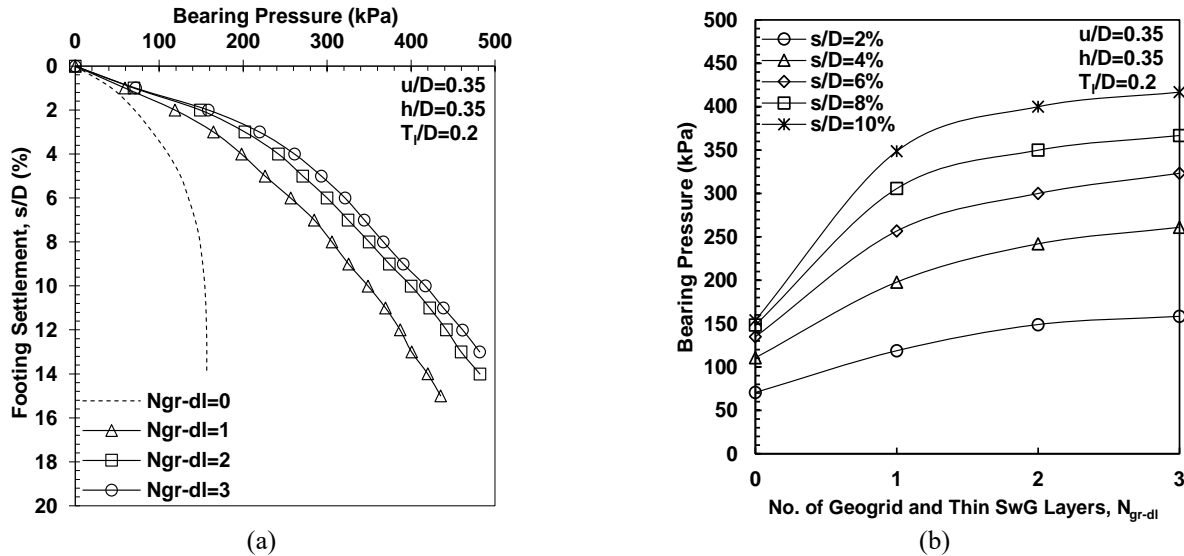 Bearing Pressure (kPa)
0 100 200 300 400 500
0
2
4
6
8
10
12
14
16
18
20
Footing Settlement, s/D (%)
u/D=0.35
h/D=0.35
Tl/D=0.2
Ngr-dl=0
Ngr-dl=1
Ngr-dl=2
Ngr-dl=3
(a)
500
450
400
350
300
250
200
150
100
50
0
Bearing Pressure (kPa)
s/D=2%
s/D=4%
s/D=6%
s/D=8%
s/D=10%
u/D=0.35
h/D=0.35
Tl/D=0.2
0 1 2 3
No. of Geogrid and Thin SwG Layers, Ngr-dl
(b)